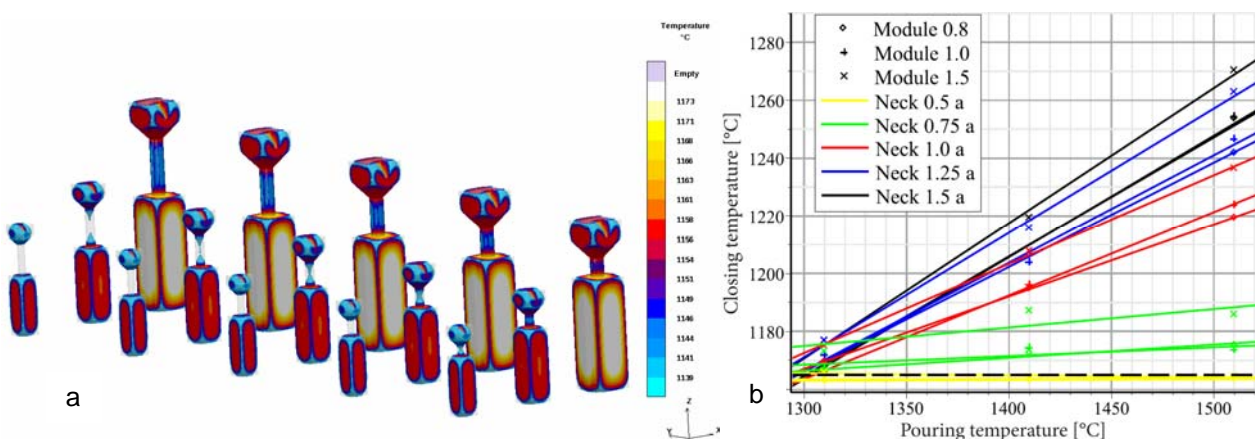 Temperature
°C
Empty
1173
1171
1168
1166
1163
1161
1158
1156
1153
1151
1149
1146
1144
1141
1139
Z
Y
X
a
Module 0.8
Module 1.0
Module 1.5
Neck 0.5 a
Neck 0.75 a
Neck 1.0 a
Neck 1.25 a
Neck 1.5 a
Closing temperature [°C]
1280
1260
1240
1220
1200
1180
b
1300
1350
1400
1450
1500
Pouring temperature [°C]